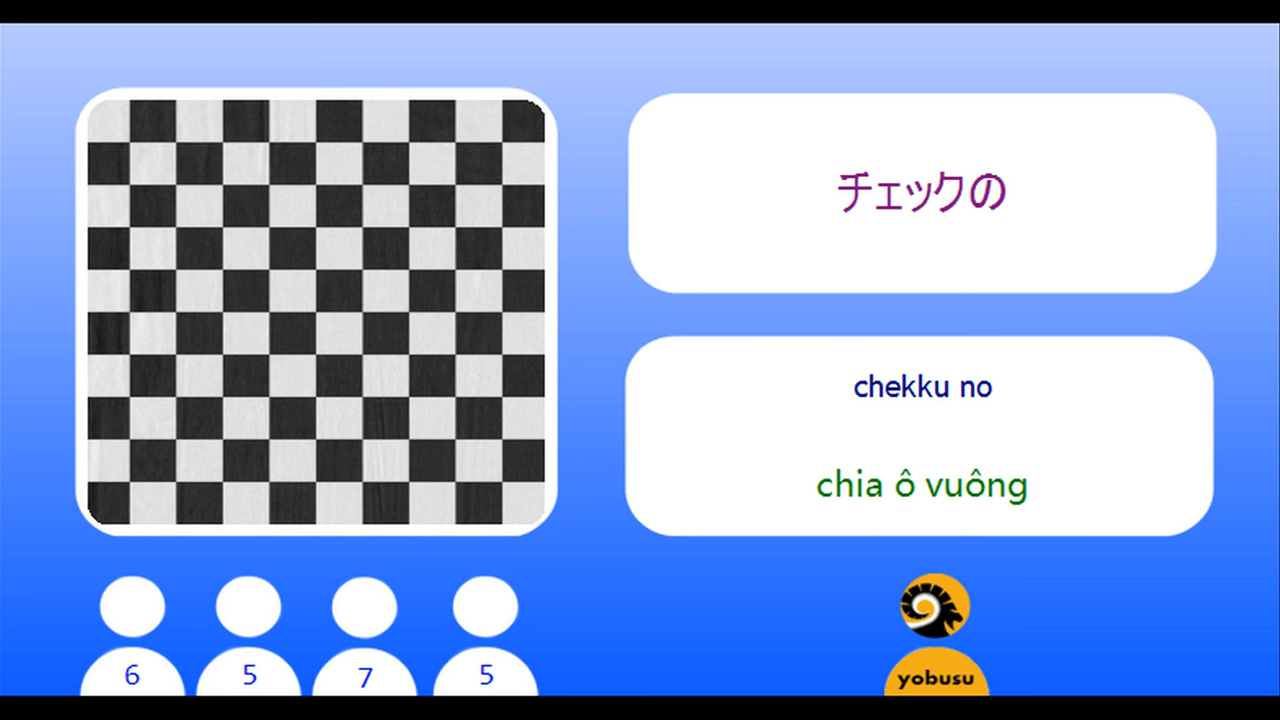 チェックの
chekku no
chia ô vuông
6 5 7 5
yobusu